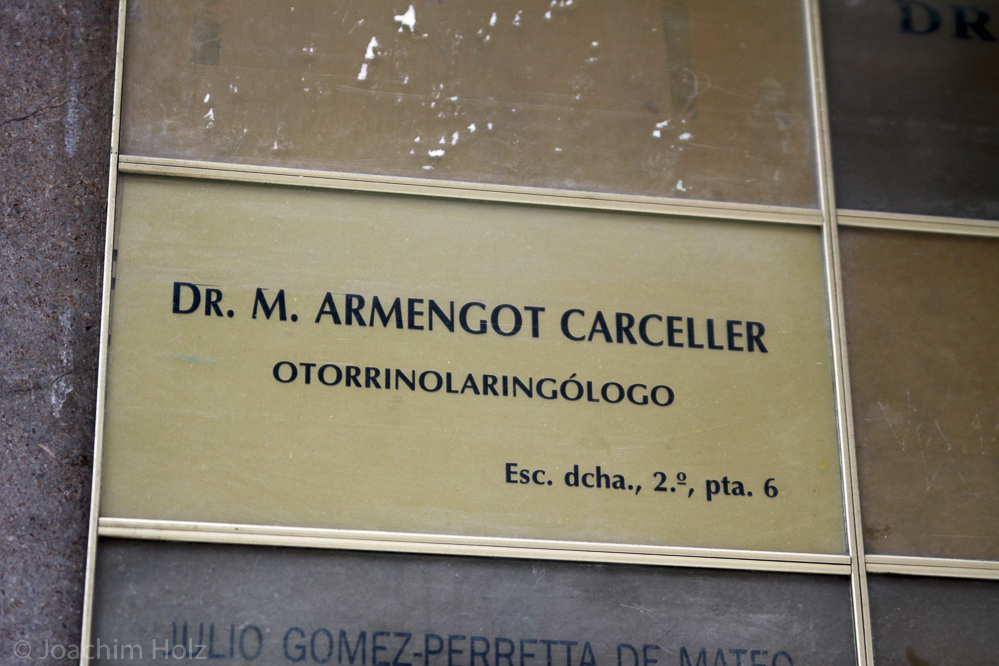 DR
DR. M. ARMENGOT CARCELLER
OTORRINOLARINGÓLOGO
Esc. dcha., 2.º, pta. 6
JULIO GOMEZ-PERRETTA DE MATEO
© Joachim Holz